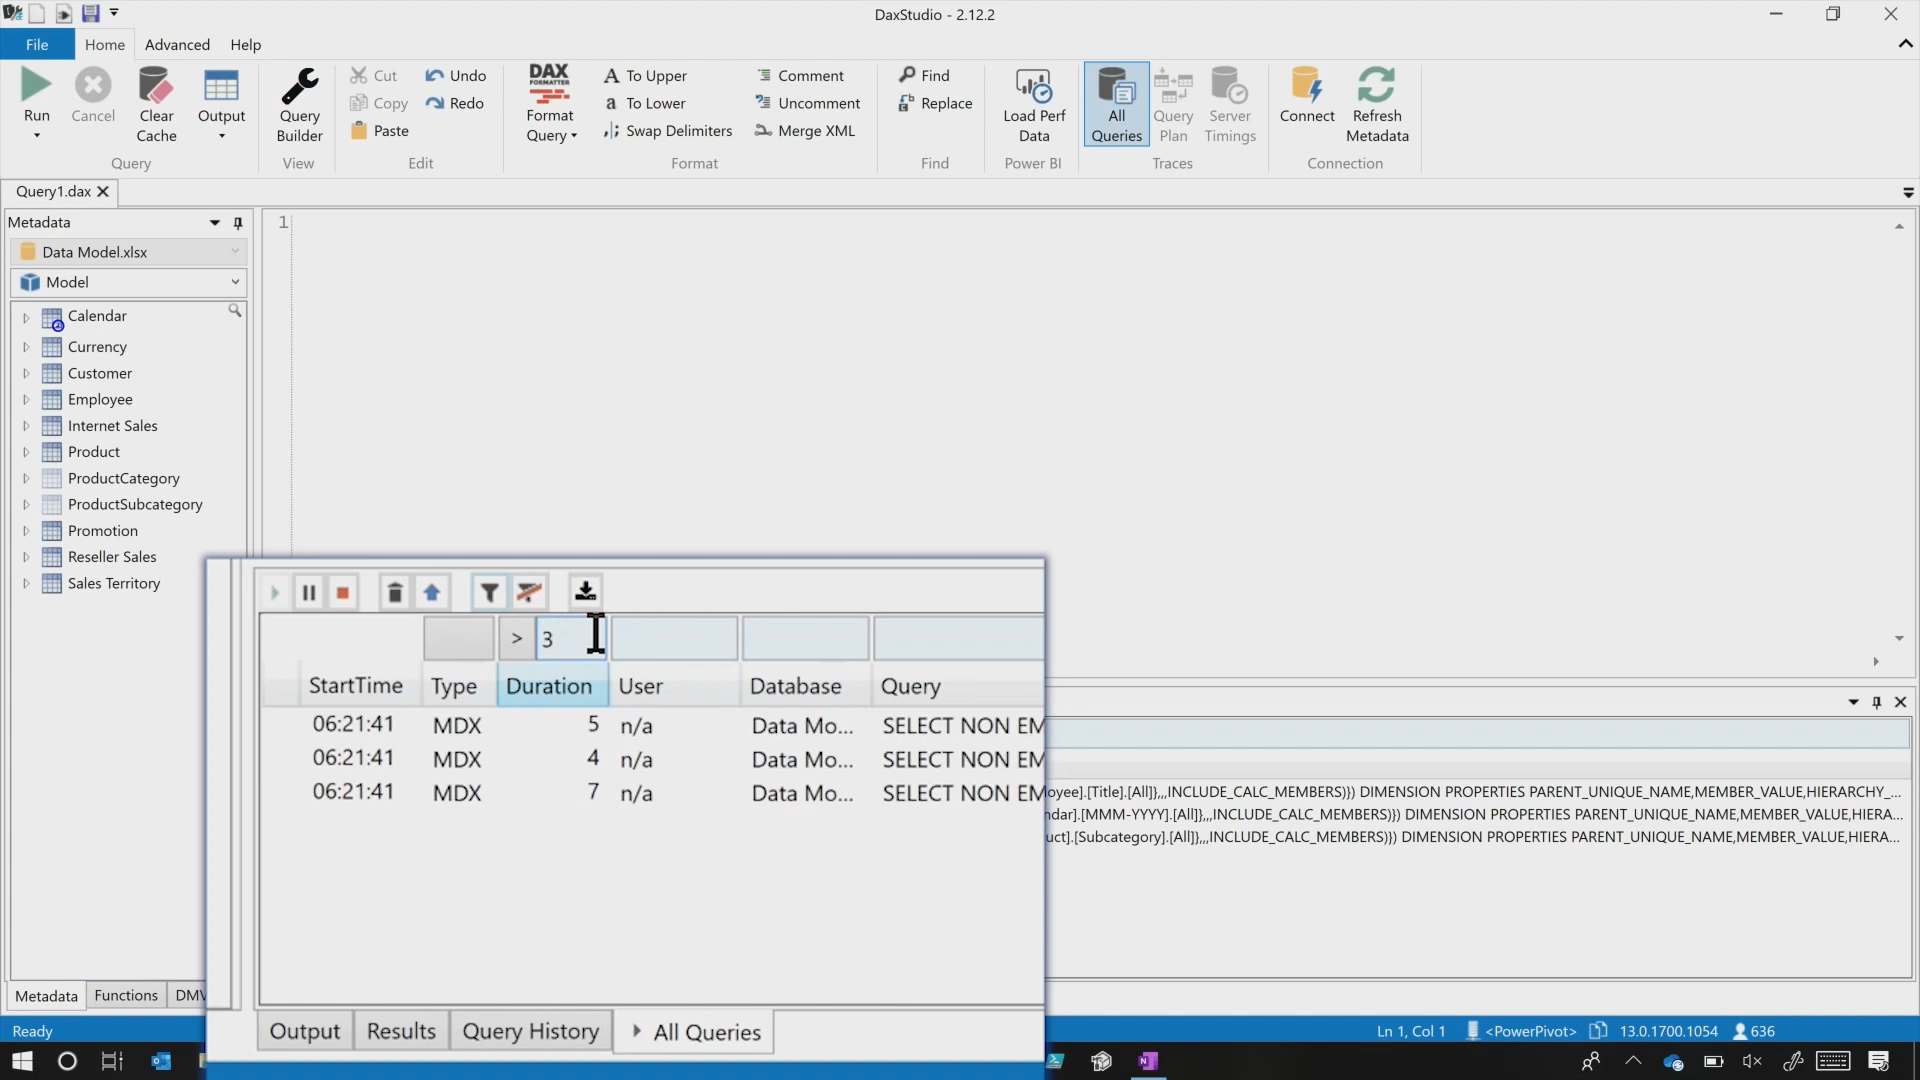 DaxStudio - 2.12.2
File Home Advanced Help
Run
Cancel
Clear
Cache
Output
Query
Query
Builder
View
Cut
Copy
Paste
Undo
Redo
Edit
DAX
FORMATTER
Format
Query
A To Upper
a To Lower
Swap Delimiters
Comment
Uncomment
Merge XML
Format
Find
Replace
Find
Load Perf
Data
Power BI
All
Queries
Query
Plan
Server
Timings
Traces
Connect
Refresh
Metadata
Connection
Query1.dax
Metadata
Data Model.xlsx
Model
Calendar
Currency
Customer
Employee
Internet Sales
Product
ProductCategory
ProductSubcategory
Promotion
Reseller Sales
Sales Territory
1
> 3
StartTime Type Duration User Database Query
06:21:41 MDX 5 n/a Data Mo... SELECT NON EM
06:21:41 MDX 4 n/a Data Mo... SELECT NON EM
06:21:41 MDX 7 n/a Data Mo... SELECT NON EM
oyee].[Title].[All]},,,INCLUDE_CALC_MEMBERS)}) DIMENSION PROPERTIES PARENT_UNIQUE_NAME,MEMBER_VALUE,HIERARCHY_...
ndar].[MMM-YYYY].[All]},,,INCLUDE_CALC_MEMBERS)}) DIMENSION PROPERTIES PARENT_UNIQUE_NAME,MEMBER_VALUE,HIERA...
uct].[Subcategory].[All]},,,INCLUDE_CALC_MEMBERS)}) DIMENSION PROPERTIES PARENT_UNIQUE_NAME,MEMBER_VALUE,HIERA...
Metadata Functions DMV
Output Results Query History All Queries
Ready
Ln 1, Col 1 <PowerPivot> 13.0.1700.1054 636